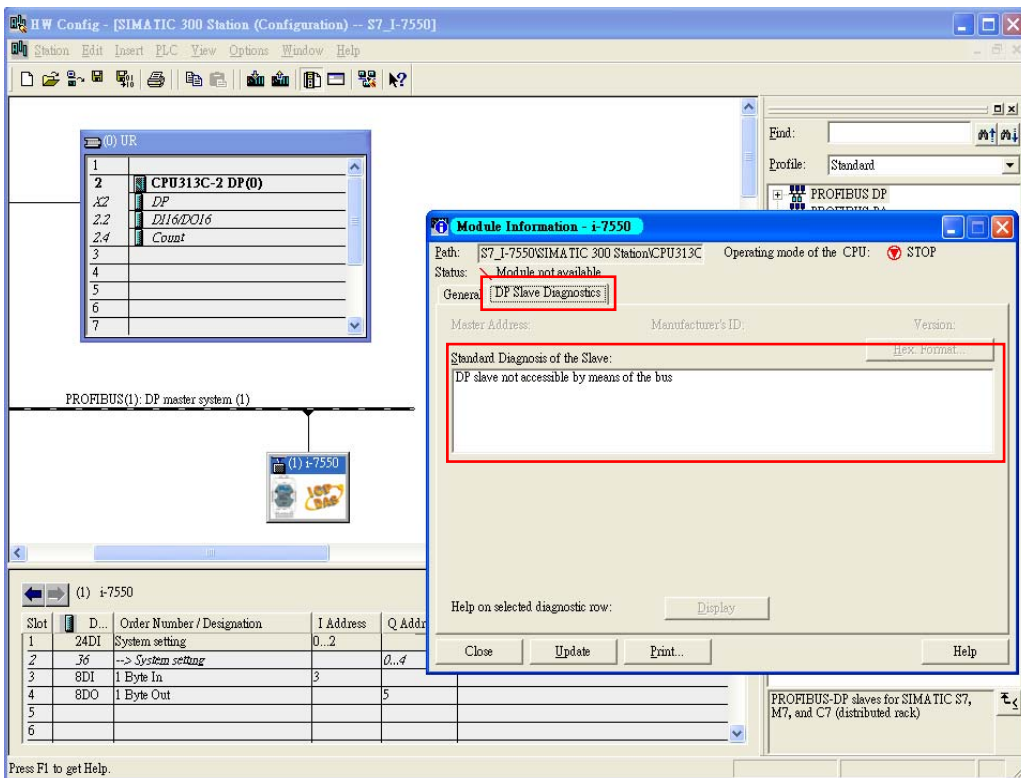 HW Config - [SIMATIC 300 Station (Configuration) -- S7_I-7550]
Station Edit Insert PLC View Options Window Help
(0) UR
1
2 CPU313C-2 DP(0)
X2 DP
2.2 DI16/DO16
2.4 Count
3
4
5
6
7
Find:
Profile: Standard
PROFIBUS DP
PROFIBUS-PA
Module Information - i-7550
Path: S7_I-7550\SIMATIC 300 Station\CPU313C Operating mode of the CPU: STOP
Status: Module not available
General DP Slave Diagnostics
Master Address: Manufacturer's ID: Version:
Hex. Format...
Standard Diagnosis of the Slave:
DP slave not accessible by means of the bus
Help on selected diagnostic row: Display
Close Update Print... Help
PROFIBUS(1): DP master system (1)
(1) i-7550
ICP
DAS
(1) i-7550
Slot D... Order Number / Designation I Address Q Addr
1 24DI System setting 0...2
2 36 --> System setting 0...4
3 8DI 1 Byte In 3
4 8DO 1 Byte Out 5
5
6
PROFIBUS-DP slaves for SIMATIC S7,
M7, and C7 (distributed rack)
Press F1 to get Help.